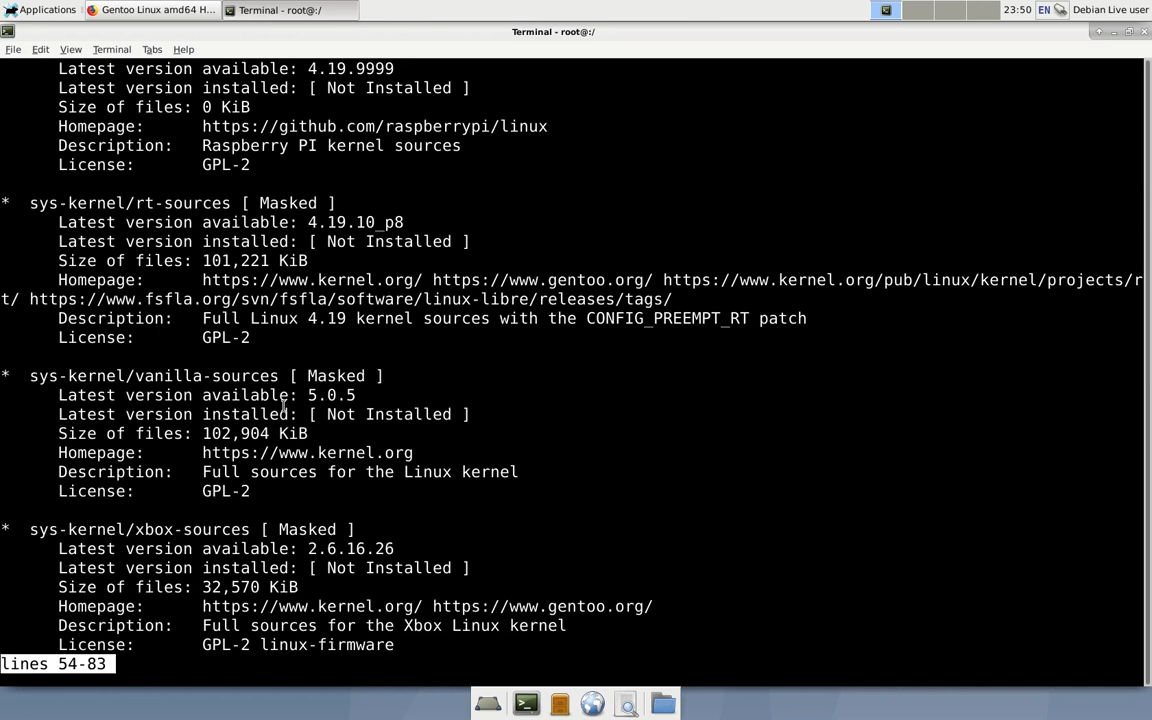 Applications
Gentoo Linux amd64 H...
Terminal - root@:/
23:50
EN
Debian Live user
Terminal - root@:/
File Edit View Terminal Tabs Help
Latest version available: 4.19.9999
Latest version installed: [ Not Installed ]
Size of files: 0 KiB
Homepage: https://github.com/raspberrypi/linux
Description: Raspberry PI kernel sources
License: GPL-2
* sys-kernel/rt-sources [ Masked ]
Latest version available: 4.19.10_p8
Latest version installed: [ Not Installed ]
Size of files: 101,221 KiB
Homepage: https://www.kernel.org/ https://www.gentoo.org/ https://www.kernel.org/pub/linux/kernel/projects/r
t/ https://www.fsfla.org/svn/fsfla/software/linux-libre/releases/tags/
Description: Full Linux 4.19 kernel sources with the CONFIG_PREEMPT_RT patch
License: GPL-2
* sys-kernel/vanilla-sources [ Masked ]
Latest version available: 5.0.5
Latest version installed: [ Not Installed ]
Size of files: 102,904 KiB
Homepage: https://www.kernel.org
Description: Full sources for the Linux kernel
License: GPL-2
* sys-kernel/xbox-sources [ Masked ]
Latest version available: 2.6.16.26
Latest version installed: [ Not Installed ]
Size of files: 32,570 KiB
Homepage: https://www.kernel.org/ https://www.gentoo.org/
Description: Full sources for the Xbox Linux kernel
License: GPL-2 linux-firmware
lines 54-83